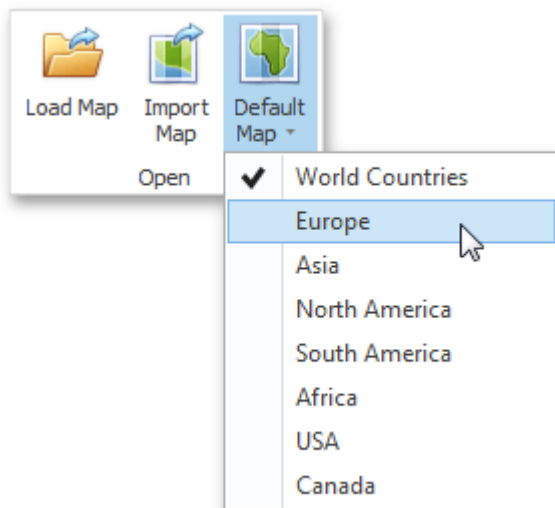 Load Map
Import Map
Default Map
Open
World Countries
Europe
Asia
North America
South America
Africa
USA
Canada